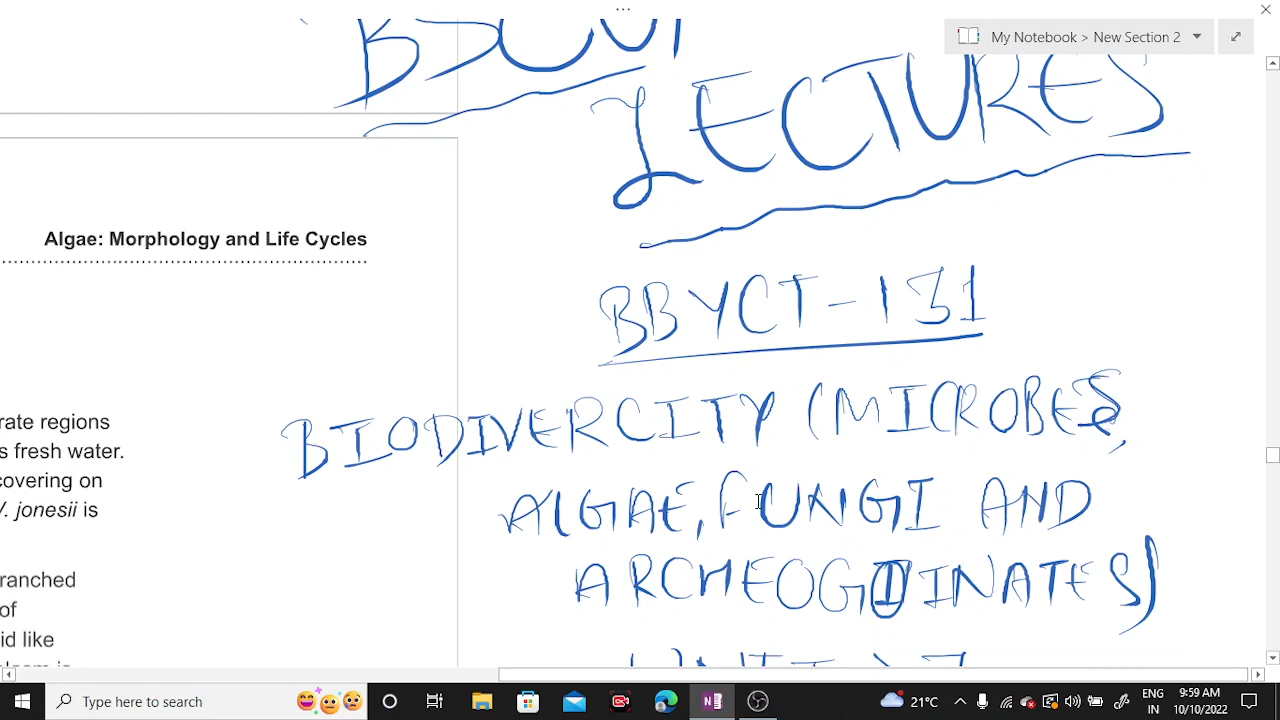 My Notebook > New Section 2
LECTURES
Algae: Morphology and Life Cycles
BBYCT-131
BIODIVERCITY (MICROBES,
ALGAE, FUNGI AND
ARCHEOGOINATES)
rate regions
s fresh water.
covering on
V. jonesii is
ranched
of
id like
Type here to search
21°C
ENG
IN
9:59 AM
10/10/2022